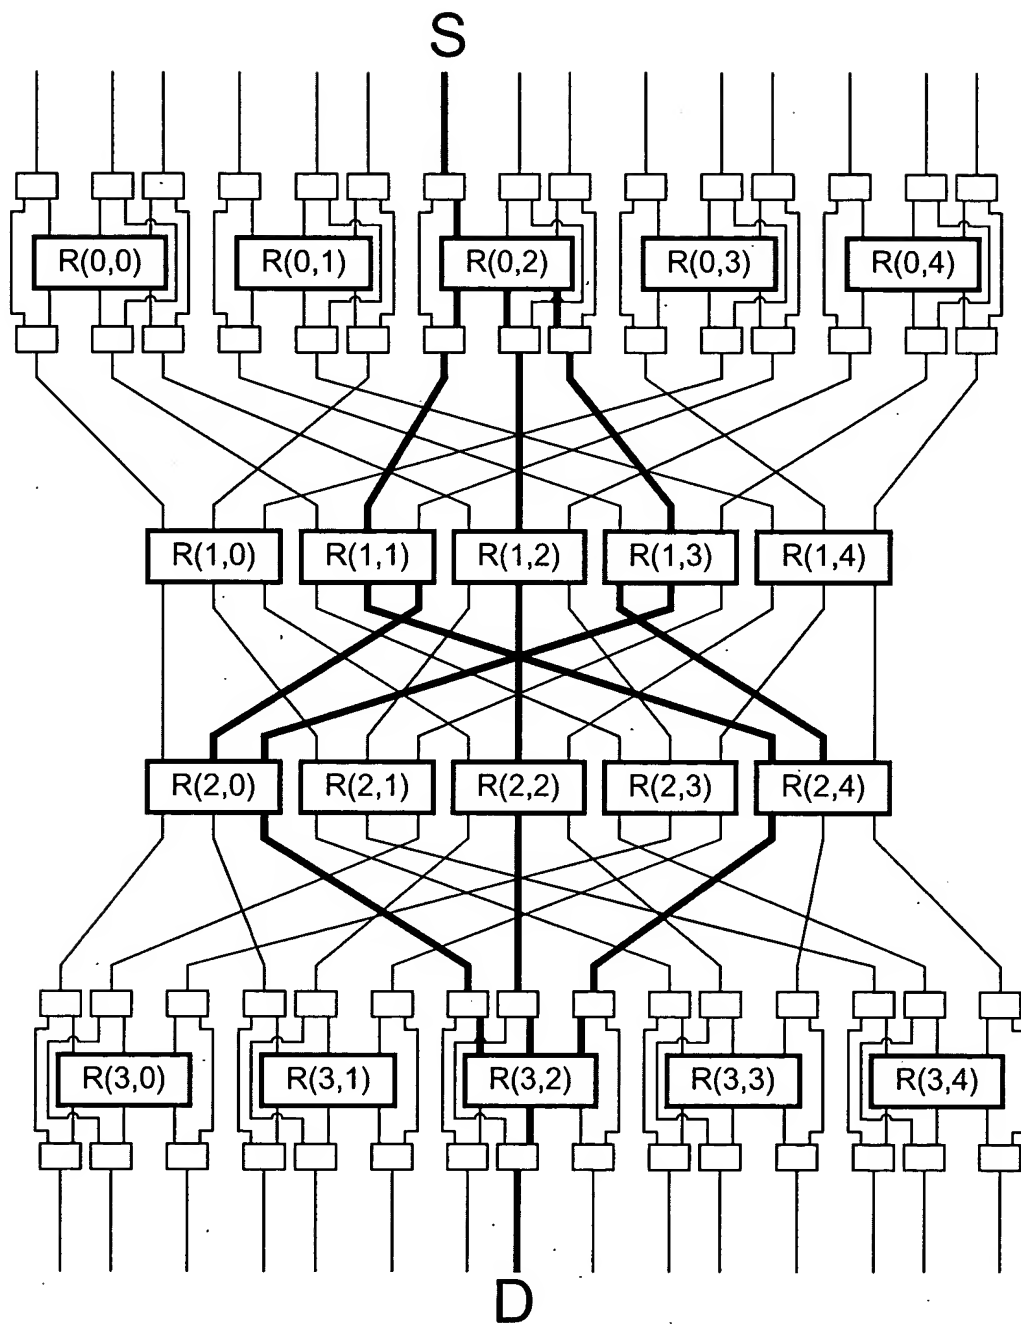 S
R(0,0) R(0,1) R(0,2) R(0,3) R(0,4)
R(1,0) R(1,1) R(1,2) R(1,3) R(1,4)
R(2,0) R(2,1) R(2,2) R(2,3) R(2,4)
R(3,0) R(3,1) R(3,2) R(3,3) R(3,4)
D